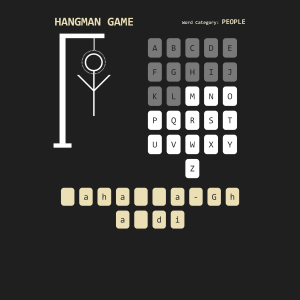 HANGMAN GAME
Word Category: PEOPLE
A B C D E
F G H I J
K L M N O
P Q R S T
U V W X Y
Z
a h a a - G h
a d i